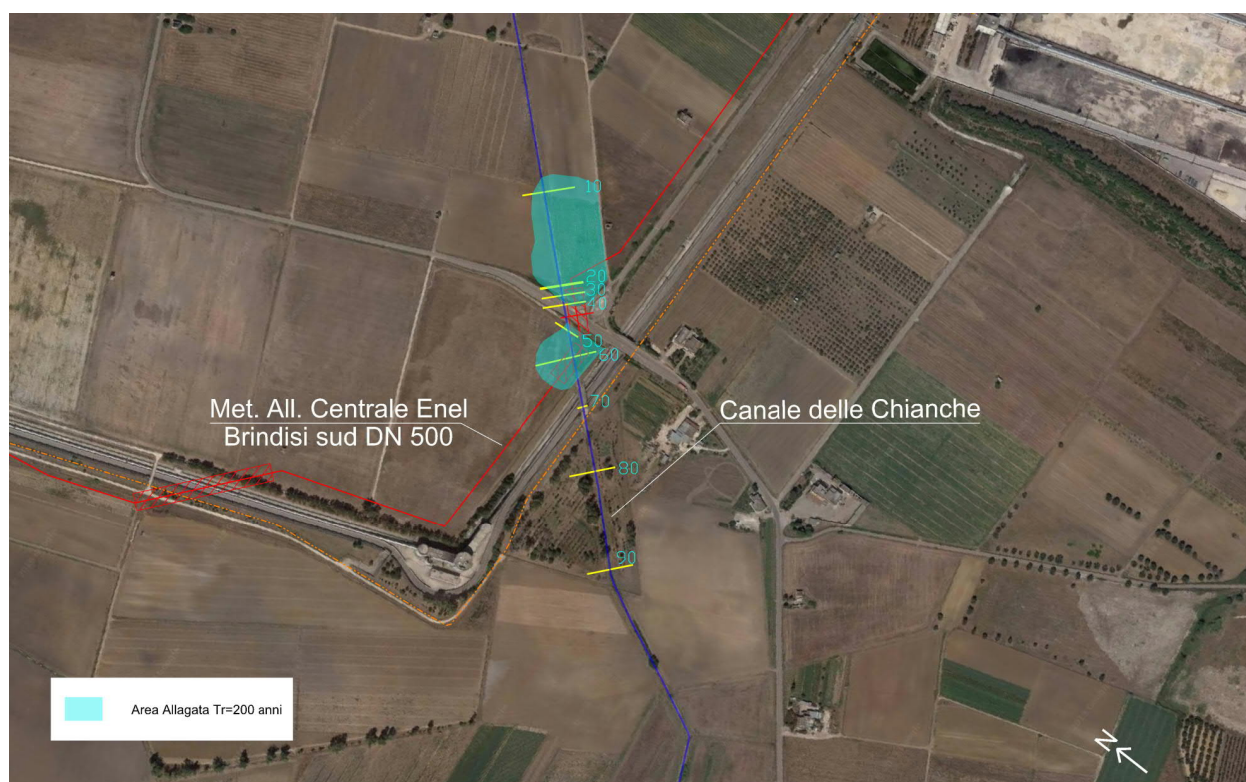 10
20
30
40
50
60
70
80
90
Met. All. Centrale Enel
Brindisi sud DN 500
Canale delle Chianche
Area Allagata Tr=200 anni
N